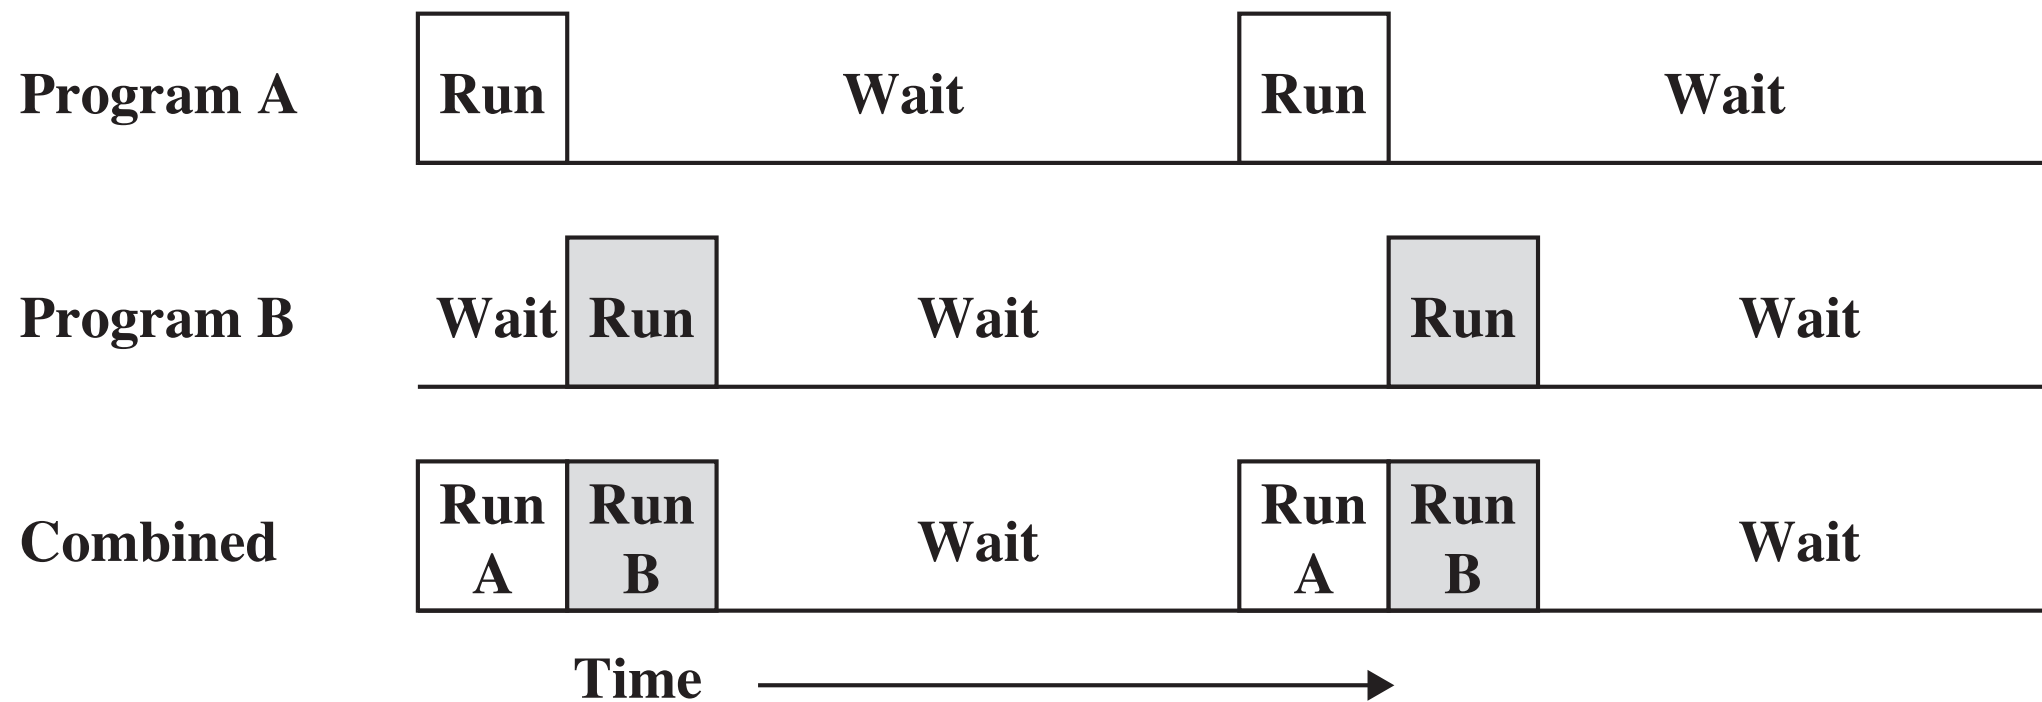 Program A Run Wait Run Wait
Program B Wait Run Wait Run Wait
Combined Run A Run B Wait Run A Run B Wait
Time